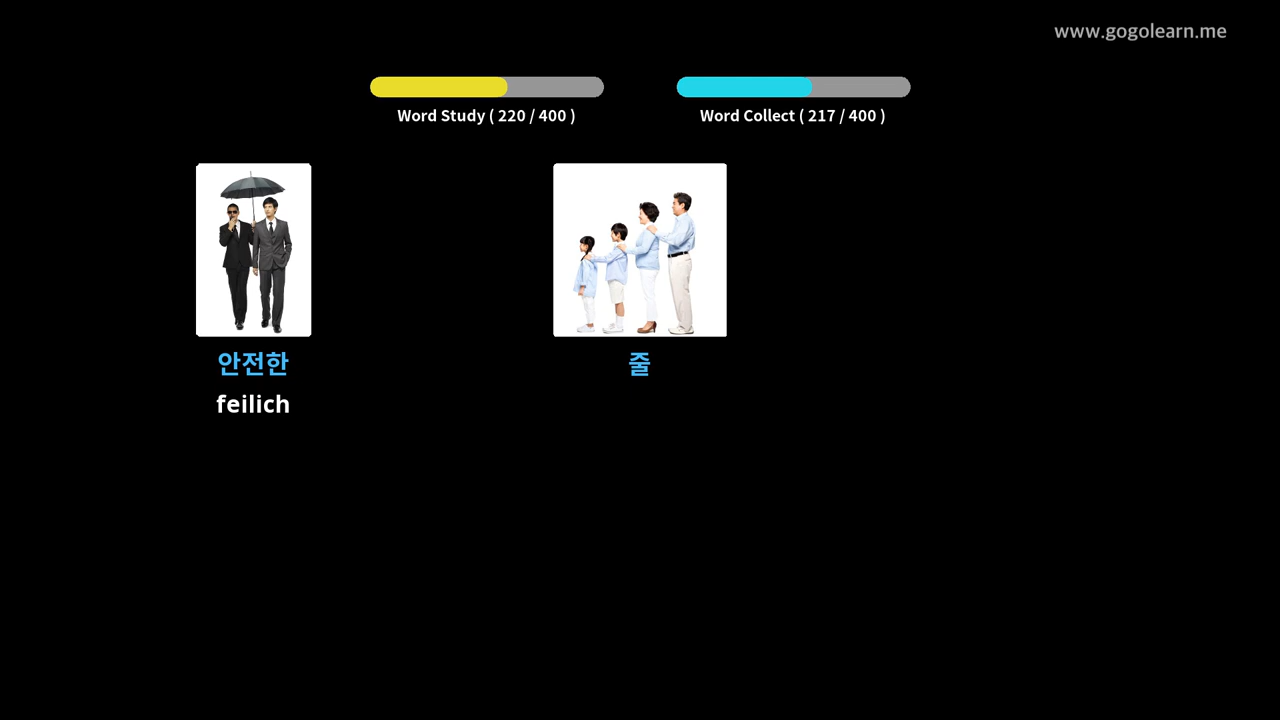 www.gogolearn.me
Word Study ( 220 / 400 )
Word Collect ( 217 / 400 )
안전한
줄
feilich